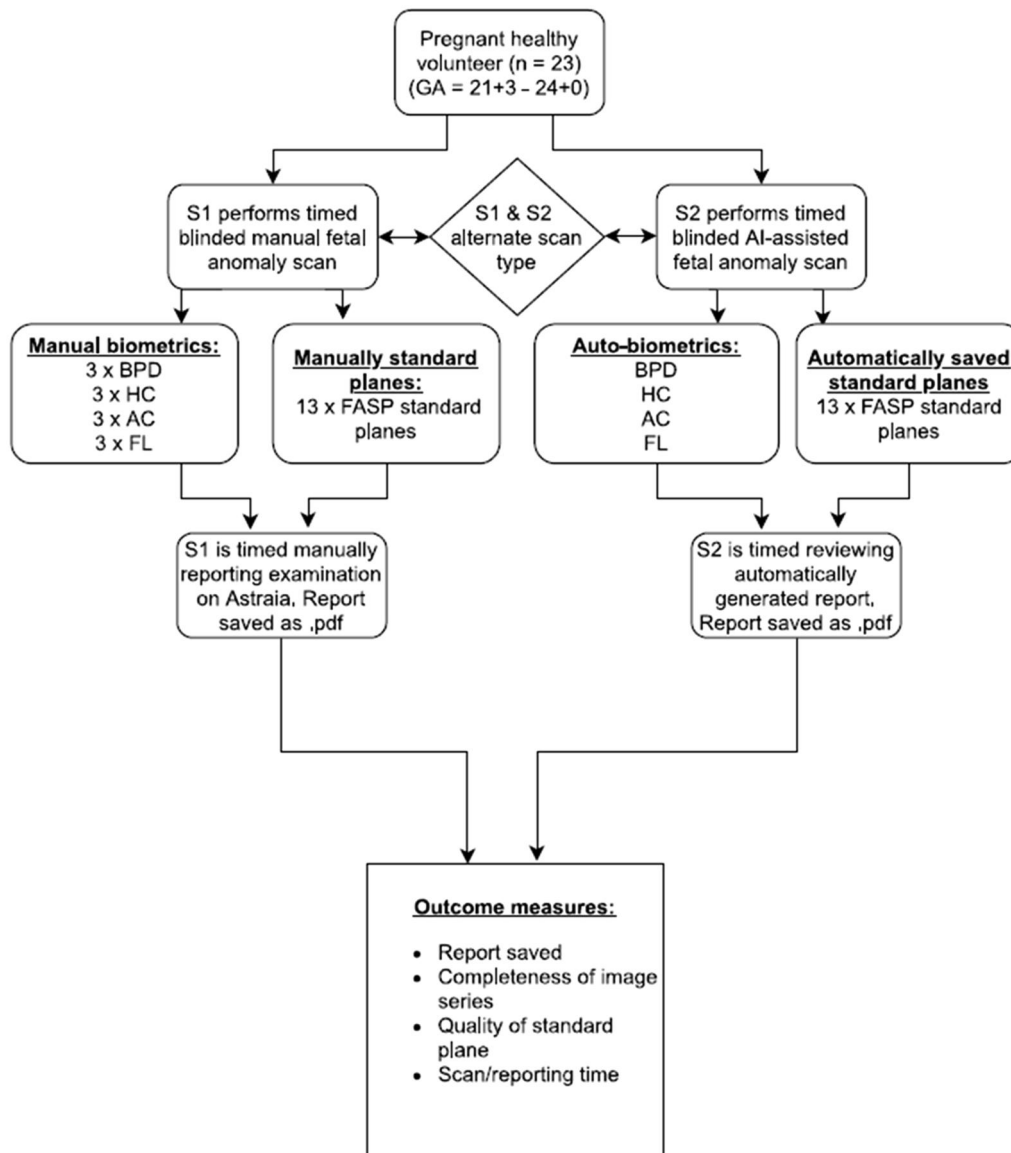 Pregnant healthy
volunteer (n = 23)
(GA = 21+3 - 24+0)
S1 performs timed
blinded manual fetal
anomaly scan
S1 & S2
alternate scan
type
S2 performs timed
blinded AI-assisted
fetal anomaly scan
Manual biometrics:
3 x BPD
3 x HC
3 x AC
3 x FL
Manually standard
planes:
13 x FASP standard
planes
Auto-biometrics:
BPD
HC
AC
FL
Automatically saved
standard planes
13 x FASP standard
planes
S1 is timed manually
reporting examination
on Astraia, Report
saved as .pdf
S2 is timed reviewing
automatically
generated report,
Report saved as .pdf
Outcome measures:
• Report saved
• Completeness of image
series
• Quality of standard
plane
• Scan/reporting time